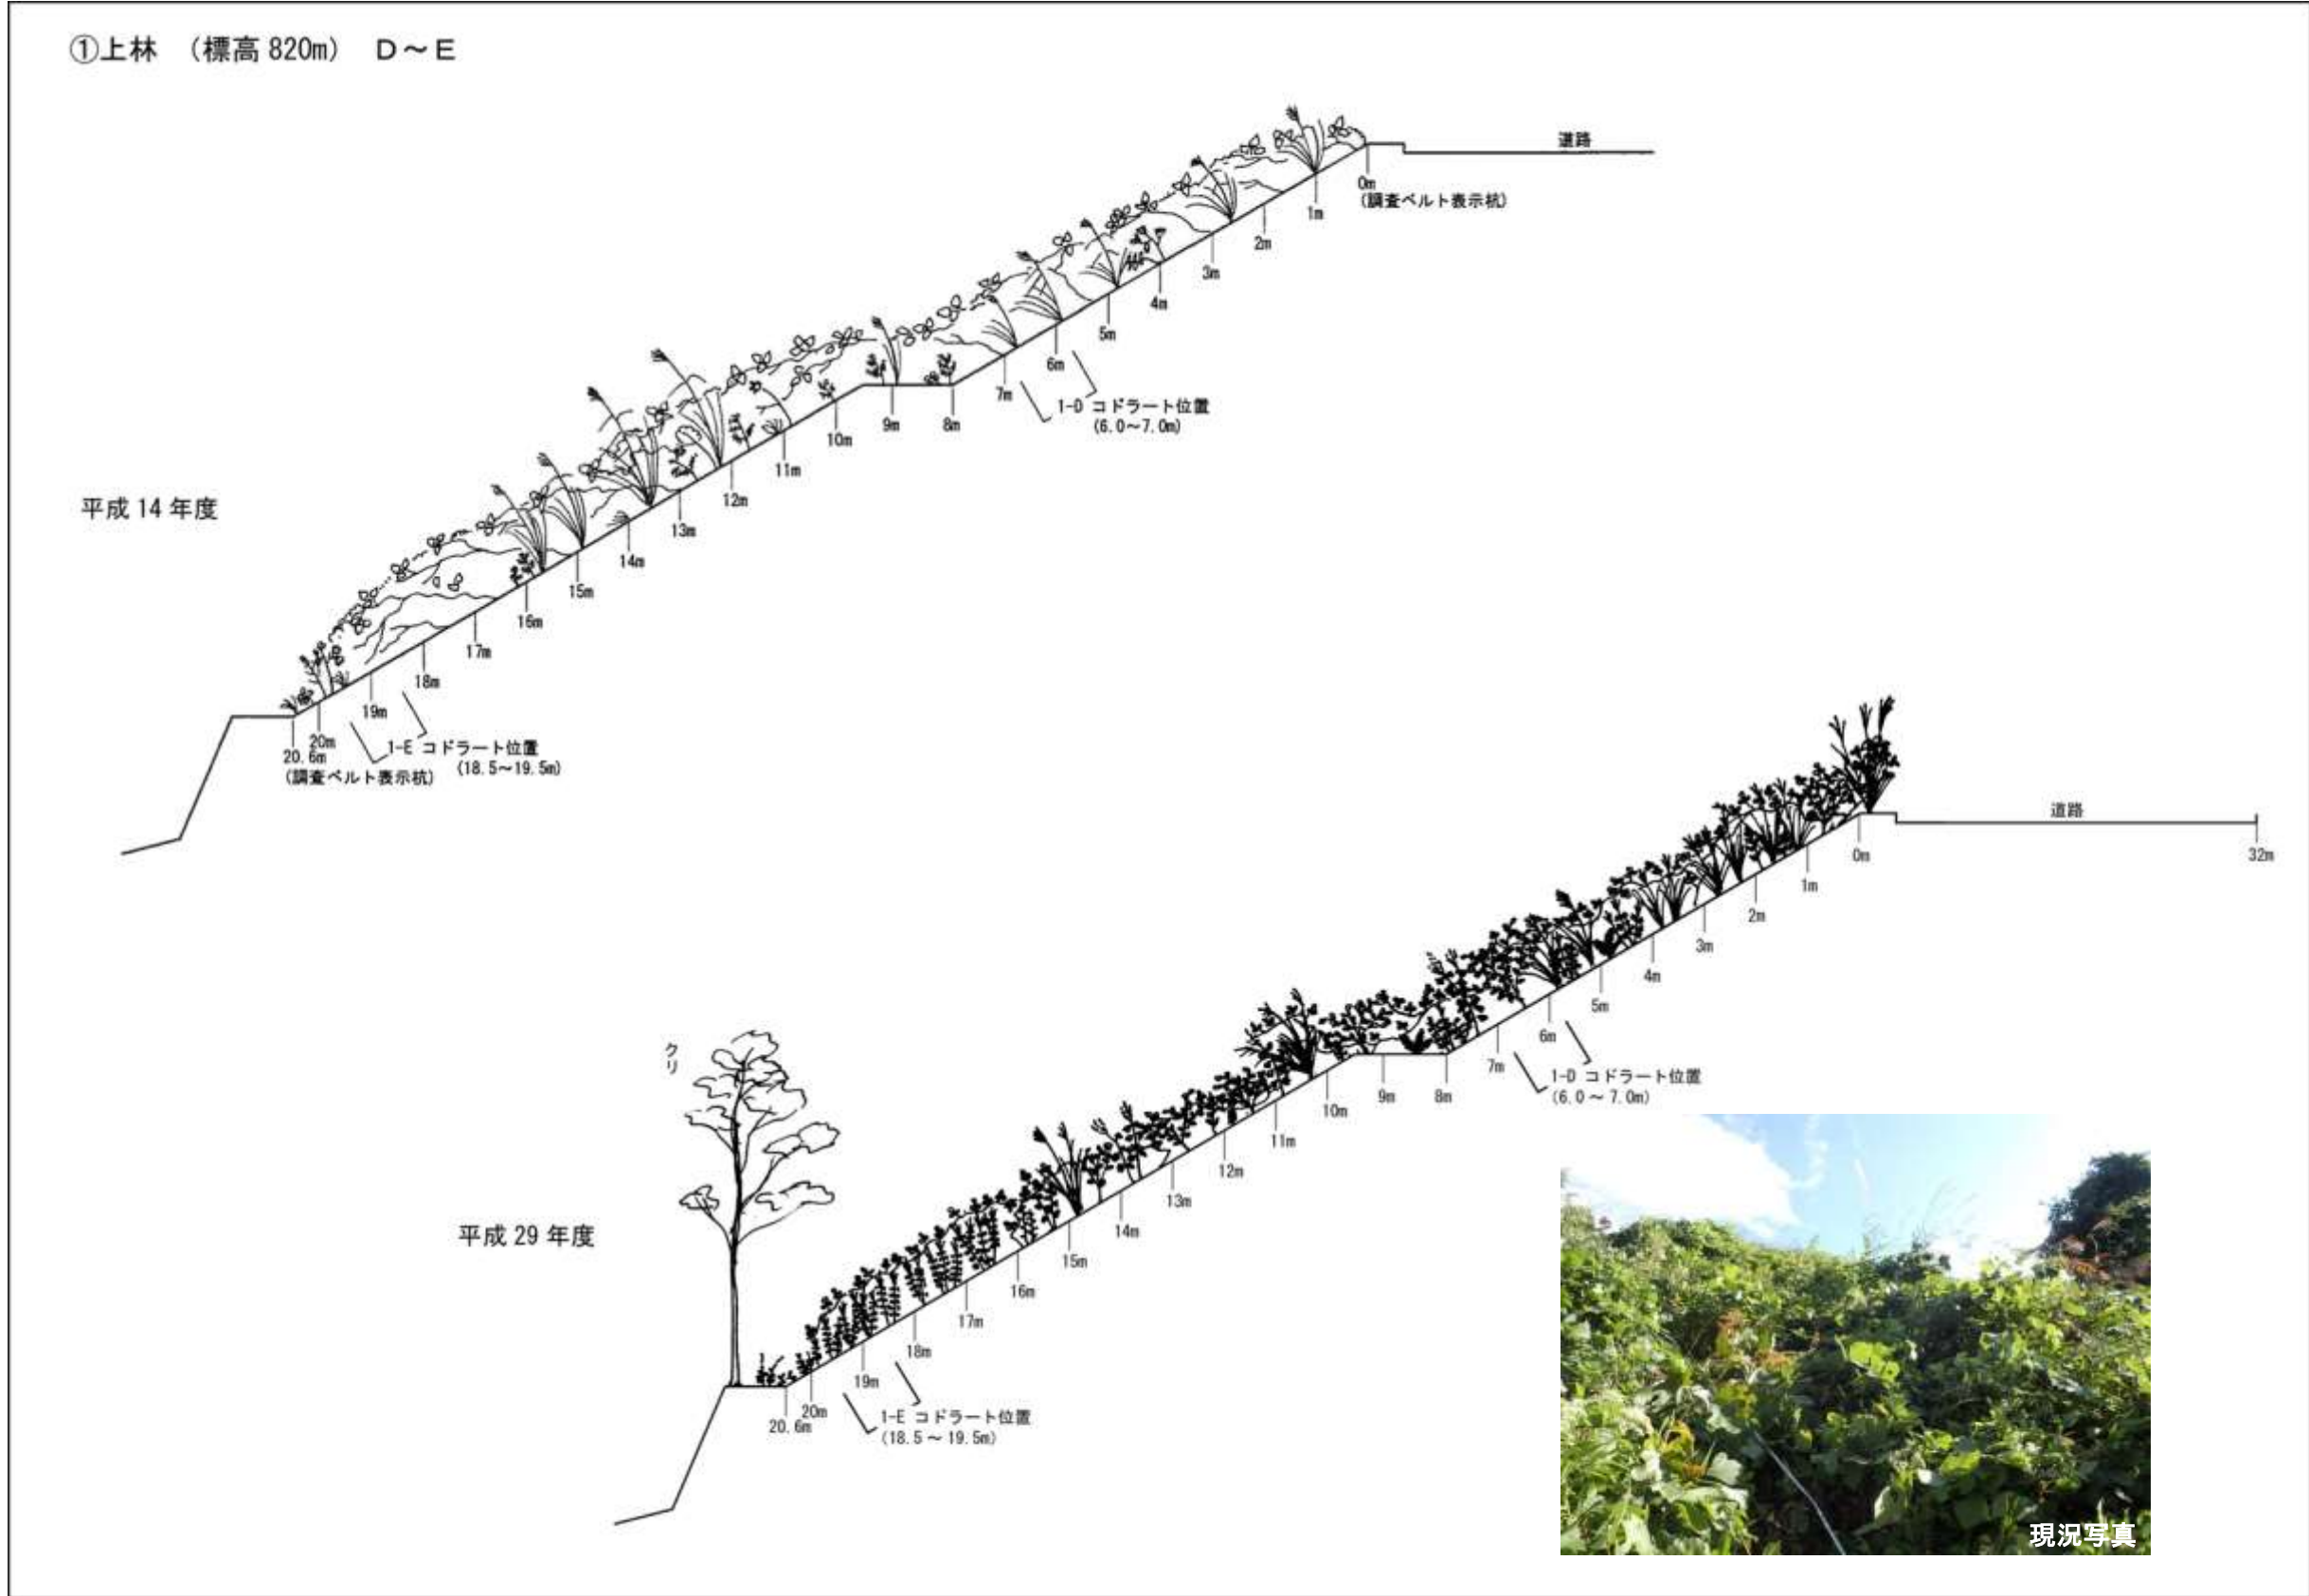 ①上林 （標高 820m） D～E
道路
0m
(調査ベルト表示杭)
1m
2m
3m
4m
5m
6m
7m
1-D コドラート位置
(6.0～7.0m)
8m
9m
10m
11m
12m
平成 14 年度
13m
14m
15m
16m
17m
18m
19m
1-E コドラート位置
(18.5～19.5m)
20m
20.6m
(調査ベルト表示杭)
道路
32m
0m
1m
2m
3m
4m
5m
6m
7m
1-D コドラート位置
(6.0 ～ 7.0m)
8m
9m
10m
11m
12m
13m
14m
15m
16m
17m
18m
19m
1-E コドラート位置
(18.5 ～ 19.5m)
20m
20.6m
クリ
平成 29 年度
現況写真